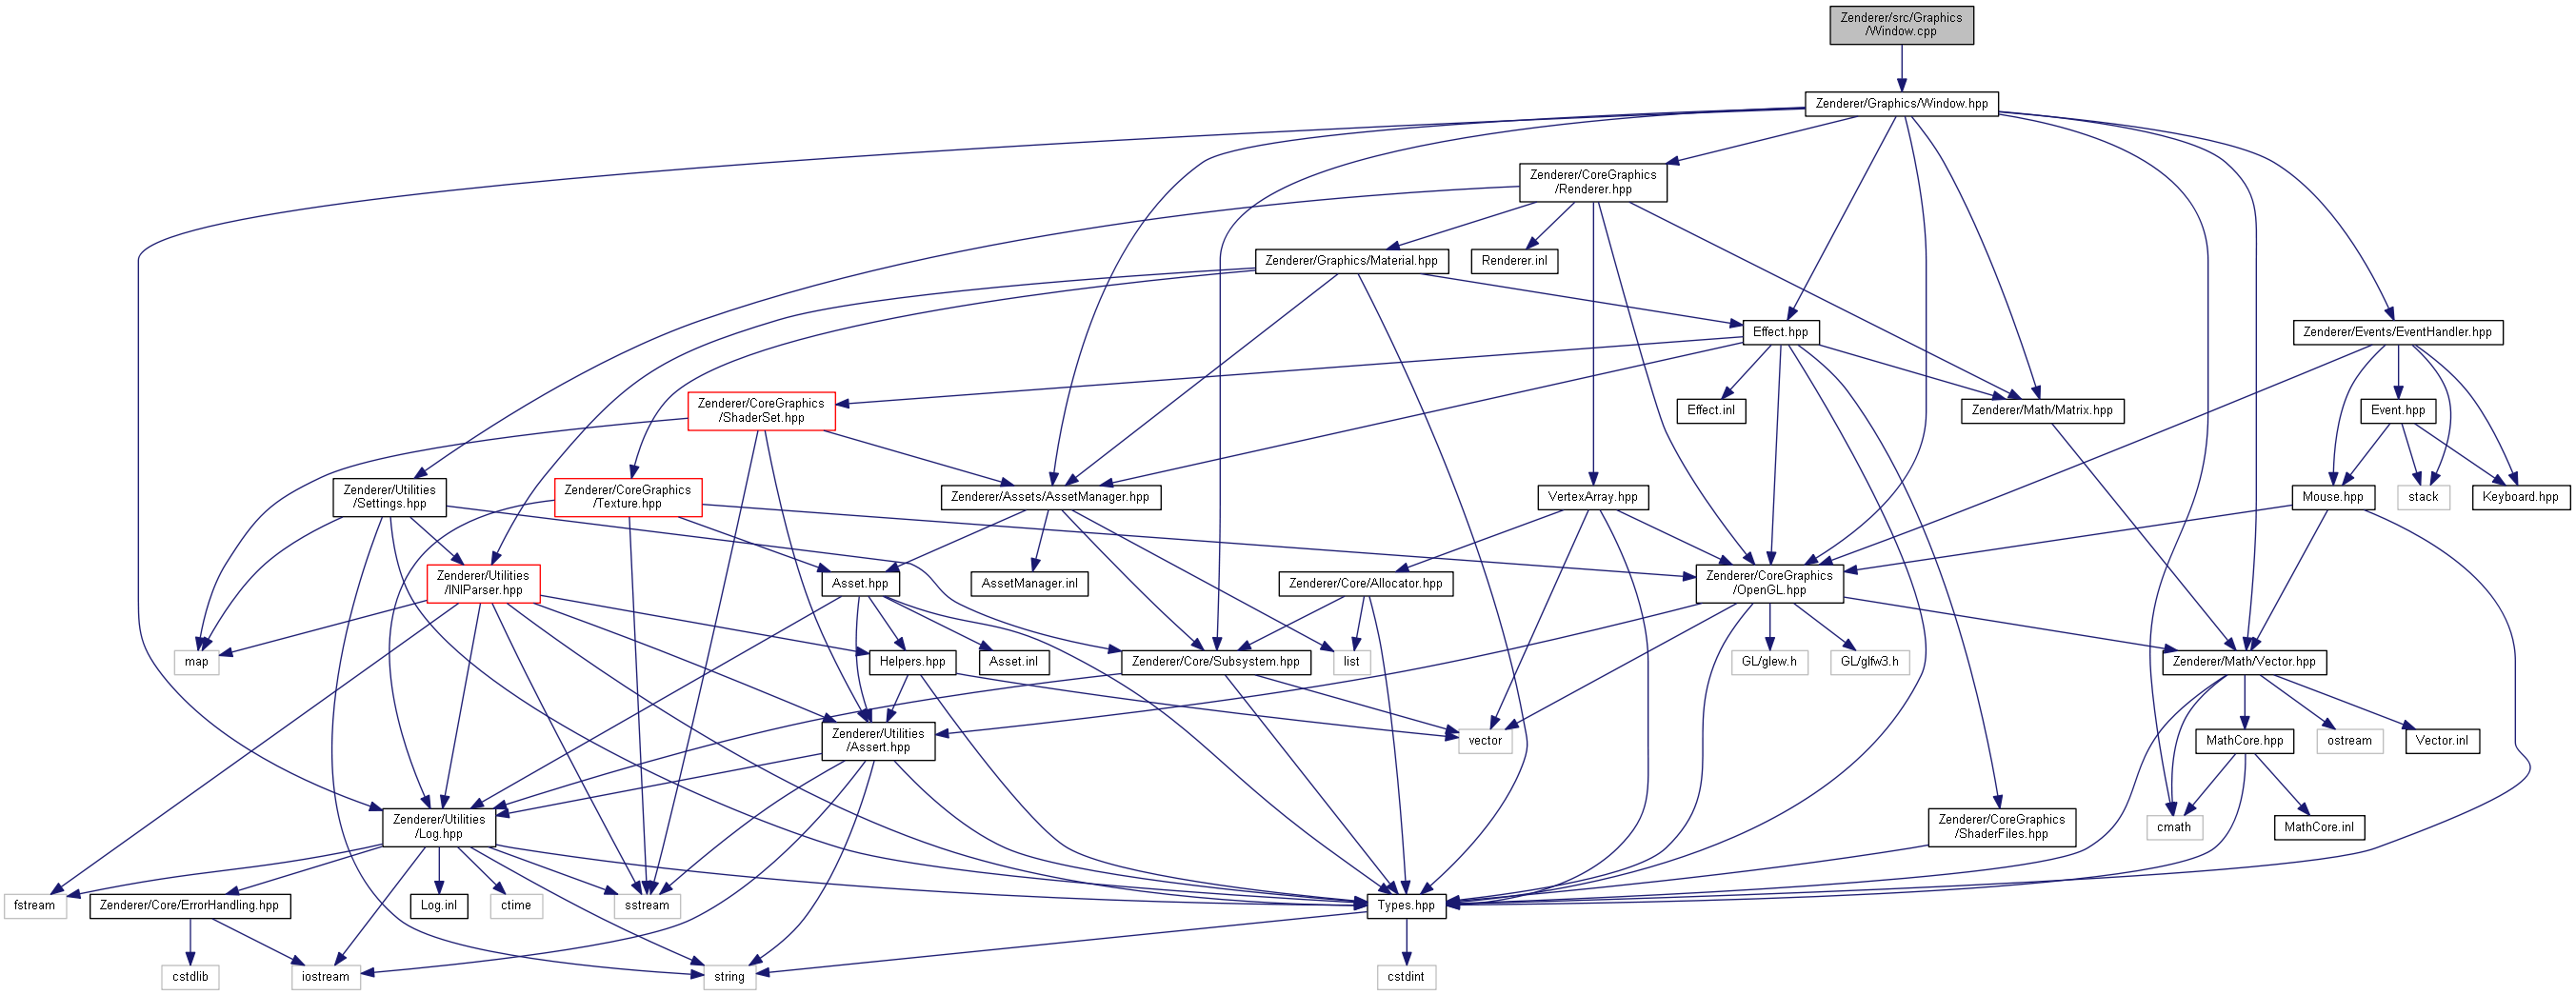 Zenderer/src/Graphics
/Window.cpp
Zenderer/Graphics/Window.hpp
Zenderer/CoreGraphics
/Renderer.hpp
Zenderer/Graphics/Material.hpp
Renderer.inl
Effect.hpp
Zenderer/Events/EventHandler.hpp
Zenderer/CoreGraphics
/ShaderSet.hpp
Effect.inl
Zenderer/Math/Matrix.hpp
Event.hpp
Zenderer/Utilities
/Settings.hpp
Zenderer/CoreGraphics
/Texture.hpp
Zenderer/Assets/AssetManager.hpp
VertexArray.hpp
Mouse.hpp
stack
Keyboard.hpp
Zenderer/Utilities
/INIParser.hpp
Asset.hpp
AssetManager.inl
Zenderer/Core/Allocator.hpp
Zenderer/CoreGraphics
/OpenGL.hpp
map
Helpers.hpp
Asset.inl
Zenderer/Core/Subsystem.hpp
list
GL/glew.h
GL/glfw3.h
Zenderer/Math/Vector.hpp
Zenderer/Utilities
/Assert.hpp
vector
MathCore.hpp
ostream
Vector.inl
Zenderer/Utilities
/Log.hpp
Zenderer/CoreGraphics
/ShaderFiles.hpp
cmath
MathCore.inl
fstream
Zenderer/Core/ErrorHandling.hpp
Log.inl
ctime
sstream
Types.hpp
cstdlib
iostream
string
cstdint